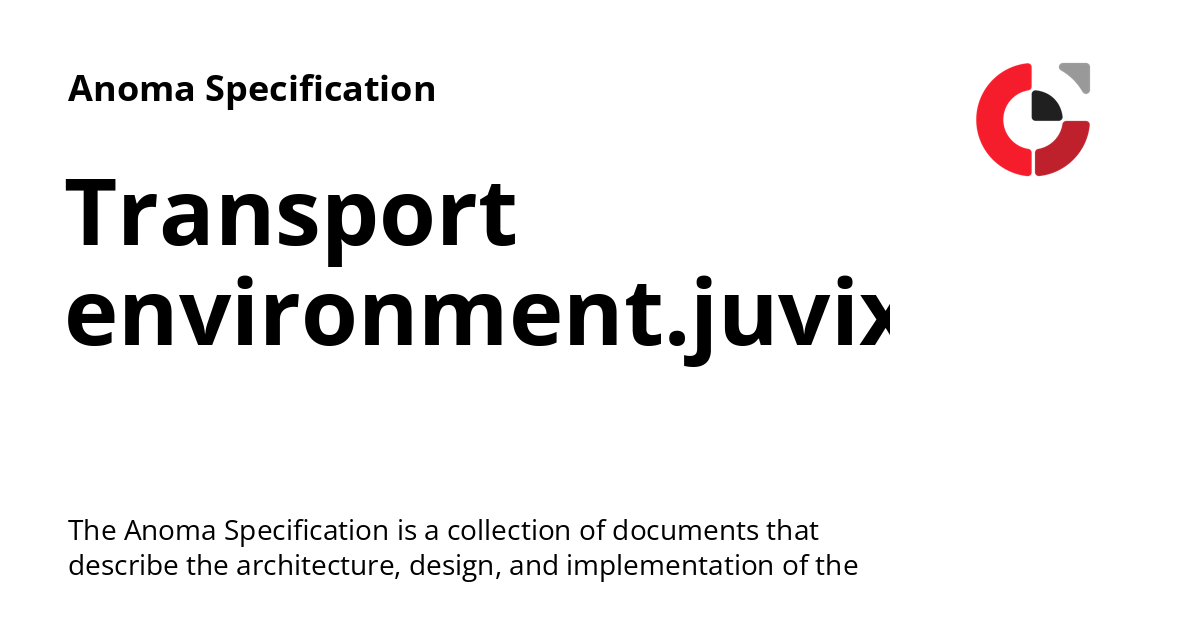 Anoma Specification
Transport
environment.juvix
The Anoma Specification is a collection of documents that
describe the architecture, design, and implementation of the